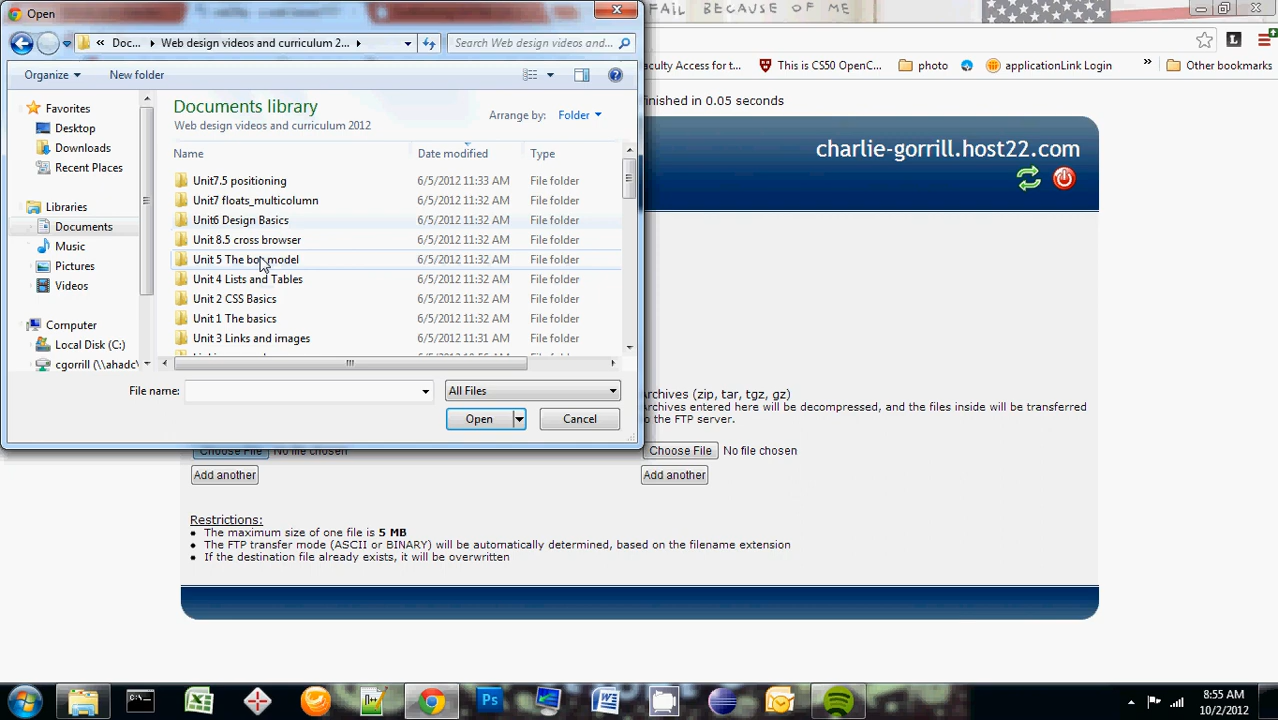 Open
FAIL BECAUSE OF ME
« Doc... ▸ Web design videos and curriculum 2... ▸
Search Web design videos and...
Organize
New folder
Faculty Access for t...
This is CS50 OpenC...
photo
applicationLink Login
»
Other bookmarks
Favorites
Desktop
Downloads
Recent Places
Libraries
Documents
Music
Pictures
Videos
Computer
Local Disk (C:)
cgorrill (\\ahadc
Documents library
Web design videos and curriculum 2012
Arrange by: Folder
Name Date modified Type
Unit7.5 positioning 6/5/2012 11:33 AM File folder
Unit7 floats_multicolumn 6/5/2012 11:33 AM File folder
Unit6 Design Basics 6/5/2012 11:32 AM File folder
Unit 8.5 cross browser 6/5/2012 11:32 AM File folder
Unit 5 The box model 6/5/2012 11:32 AM File folder
Unit 4 Lists and Tables 6/5/2012 11:32 AM File folder
Unit 2 CSS Basics 6/5/2012 11:32 AM File folder
Unit 1 The basics 6/5/2012 11:32 AM File folder
Unit 3 Links and images 6/5/2012 11:31 AM File folder
File name:
All Files
Open
Cancel
finished in 0.05 seconds
charlie-gorrill.host22.com
Archives (zip, tar, tgz, gz)
Archives entered here will be decompressed, and the files inside will be transferred
to the FTP server.
Choose File No file chosen
Choose File No file chosen
Add another
Add another
Restrictions:
The maximum size of one file is 5 MB
The FTP transfer mode (ASCII or BINARY) will be automatically determined, based on the filename extension
If the destination file already exists, it will be overwritten
8:55 AM
10/2/2012